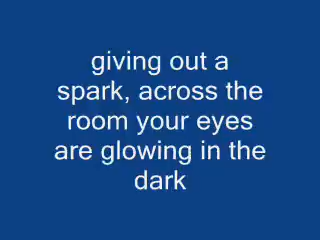 giving out a
spark, across the
room your eyes
are glowing in the
dark